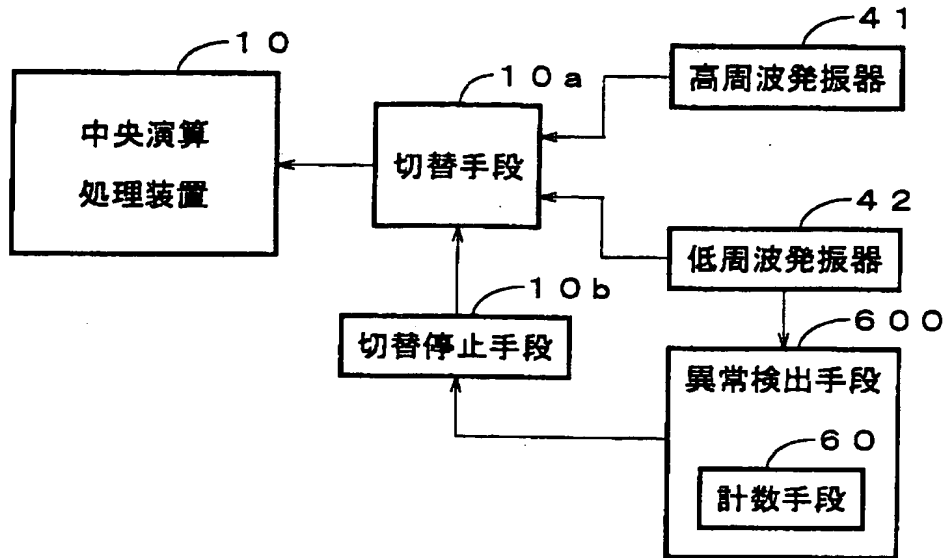 10
中央演算
処理装置
10a
切替手段
41
高周波発振器
42
低周波発振器
10b
切替停止手段
600
異常検出手段
60
計数手段